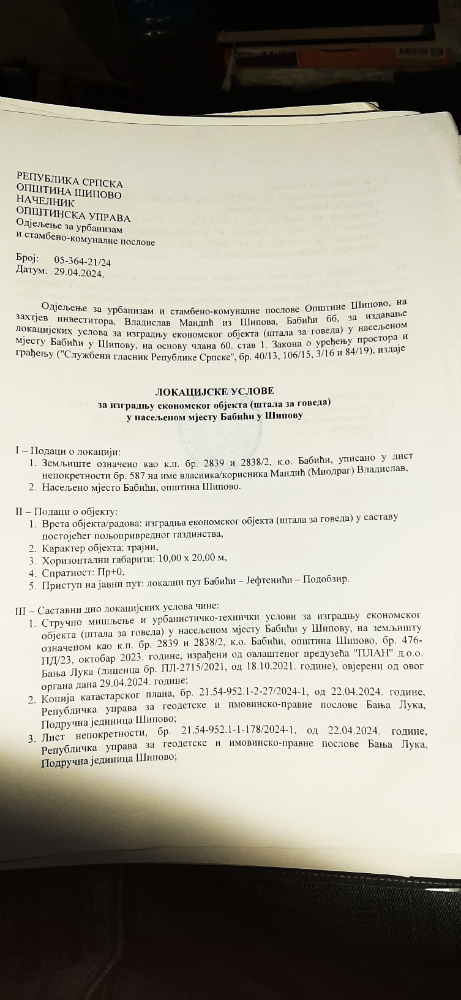 РЕПУБЛИКА СРПСКА
ОПШТИНА ШИПОВО
НАЧЕЛНИК
ОПШТИНСКА УПРАВА
Одјељење за урбанизам
и стамбено-комуналне послове
Број: 05-364-21/24
Датум: 29.04.2024.
Одјељење за урбанизам и стамбено-комуналне послове Општине Шипово, на
захтјев инвеститора, Владислав Мандић из Шипова, Бабићи бб, за издавање
локацијских услова за изградњу економског објекта (штала за говеда) у насељеном
мјесту Бабићи у Шипову, на основу члана 60. став 1. Закона о уређењу простора и
грађењу ("Службени гласник Републике Српске", бр. 40/13, 106/15, 3/16 и 84/19), издаје
ЛОКАЦИЈСКЕ УСЛОВЕ
за изградњу економског објекта (штала за говеда)
у насељеном мјесту Бабићи у Шипову
I – Подаци о локацији:
1. Земљиште означено као к.п. бр. 2839 и 2838/2, к.о. Бабићи, уписано у лист
непокретности бр. 587 на име власника/корисника Мандић (Миодраг) Владислав,
2. Насељено мјесто Бабићи, општина Шипово.
II – Подаци о објекту:
1. Врста објекта/радова: изградња економског објекта (штала за говеда) у саставу
постојећег пољопривредног газдинства,
2. Карактер објекта: трајни,
3. Хоризонтални габарити: 10,00 x 20,00 м,
4. Спратност: Пр+0,
5. Приступ на јавни пут: локални пут Бабићи – Јефтенићи – Подобзир.
III – Саставни дио локацијских услова чине:
1. Стручно мишљење и урбанистичко-технички услови за изградњу економског
објекта (штала за говеда) у насељеном мјесту Бабићи у Шипову, на земљишту
означеном као к.п. бр. 2839 и 2838/2, к.о. Бабићи, општина Шипово, бр. 476-
ПД/23, октобар 2023. године, израђени од овлаштеног предузећа "ПЛАН" д.о.о.
Бања Лука (лиценца бр. ПЛ-2715/2021, од 18.10.2021. године), овјерени од овог
органа дана 29.04.2024. године;
2. Копија катастарског плана, бр. 21.54-952.1-2-27/2024-1, од 22.04.2024. године,
Републичка управа за геодетске и имовинско-правне послове Бања Лука,
Подручна јединица Шипово;
3. Лист непокретности, бр. 21.54-952.1-1-178/2024-1, од 22.04.2024. године,
Републичка управа за геодетске и имовинско-правне послове Бања Лука,
Подручна јединица Шипово;